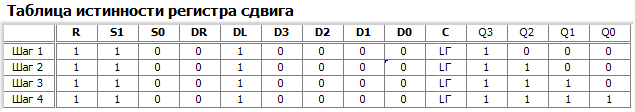 Таблица истинности регистра сдвига
R S1 S0 DR DL D3 D2 D1 D0 C Q3 Q2 Q1 Q0
Шаг 1 1 1 0 0 1 0 0 0 0 LГ 1 0 0 0
Шаг 2 1 1 0 0 1 0 0 0 0 LГ 1 1 0 0
Шаг 3 1 1 0 0 1 0 0 0 0 LГ 1 1 1 0
Шаг 4 1 1 0 0 1 0 0 0 0 LГ 1 1 1 1